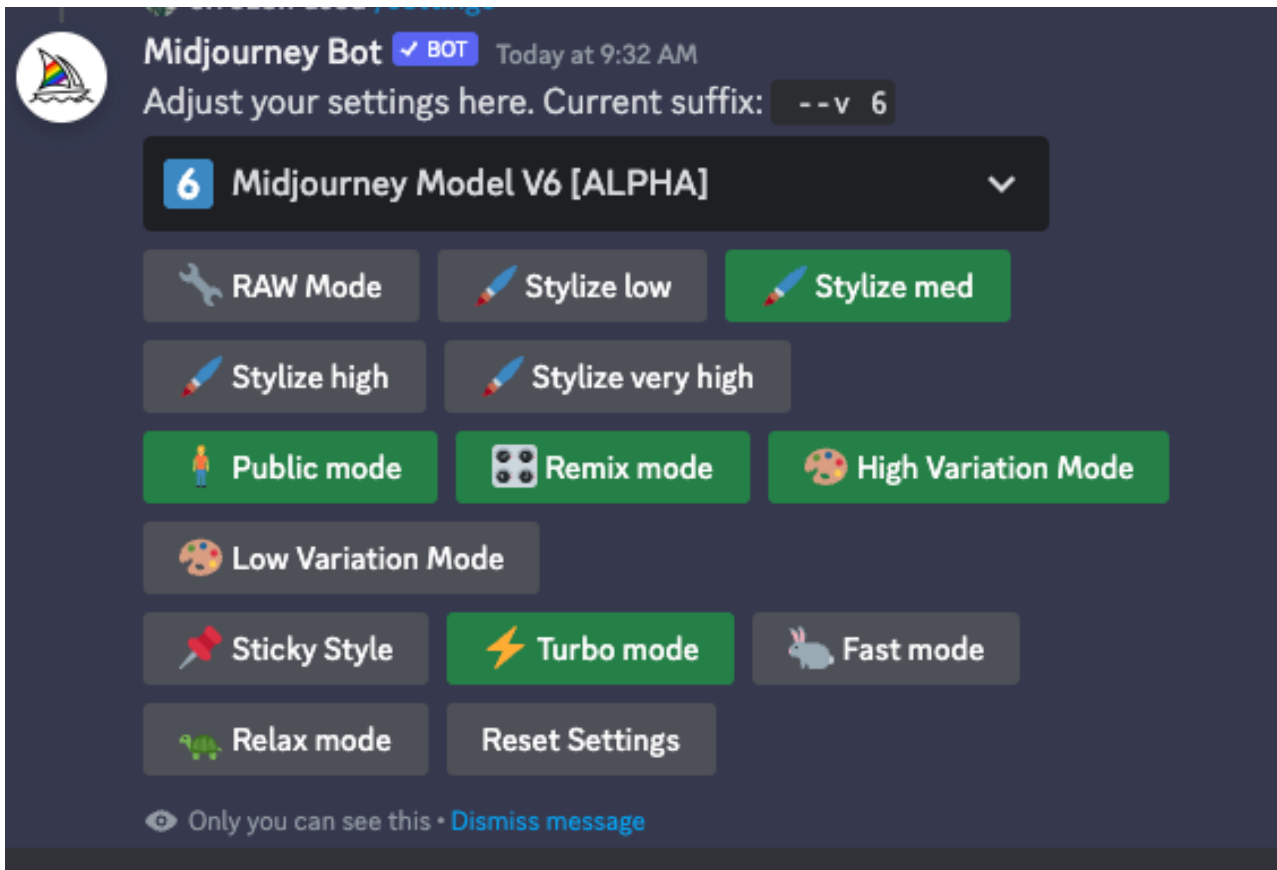 Midjourney Bot ✓ BOT Today at 9:32 AM
Adjust your settings here. Current suffix: --v 6
6 Midjourney Model V6 [ALPHA]
RAW Mode Stylize low Stylize med
Stylize high Stylize very high
Public mode Remix mode High Variation Mode
Low Variation Mode
Sticky Style Turbo mode Fast mode
Relax mode Reset Settings
Only you can see this • Dismiss message